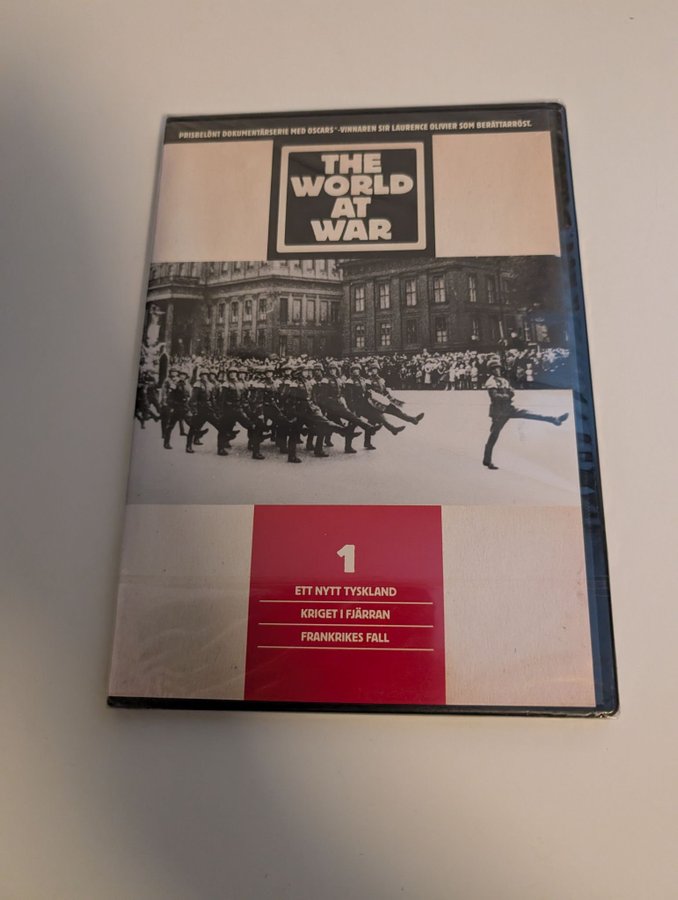 PRISBELÖNT DOKUMENTÄRSERIE MED OSCARS®-VINNAREN SIR LAURENCE OLIVIER SOM BERÄTTARRÖST.
THE
WORLD
AT
WAR
1
ETT NYTT TYSKLAND
KRIGET I FJÄRRAN
FRANKRIKES FALL